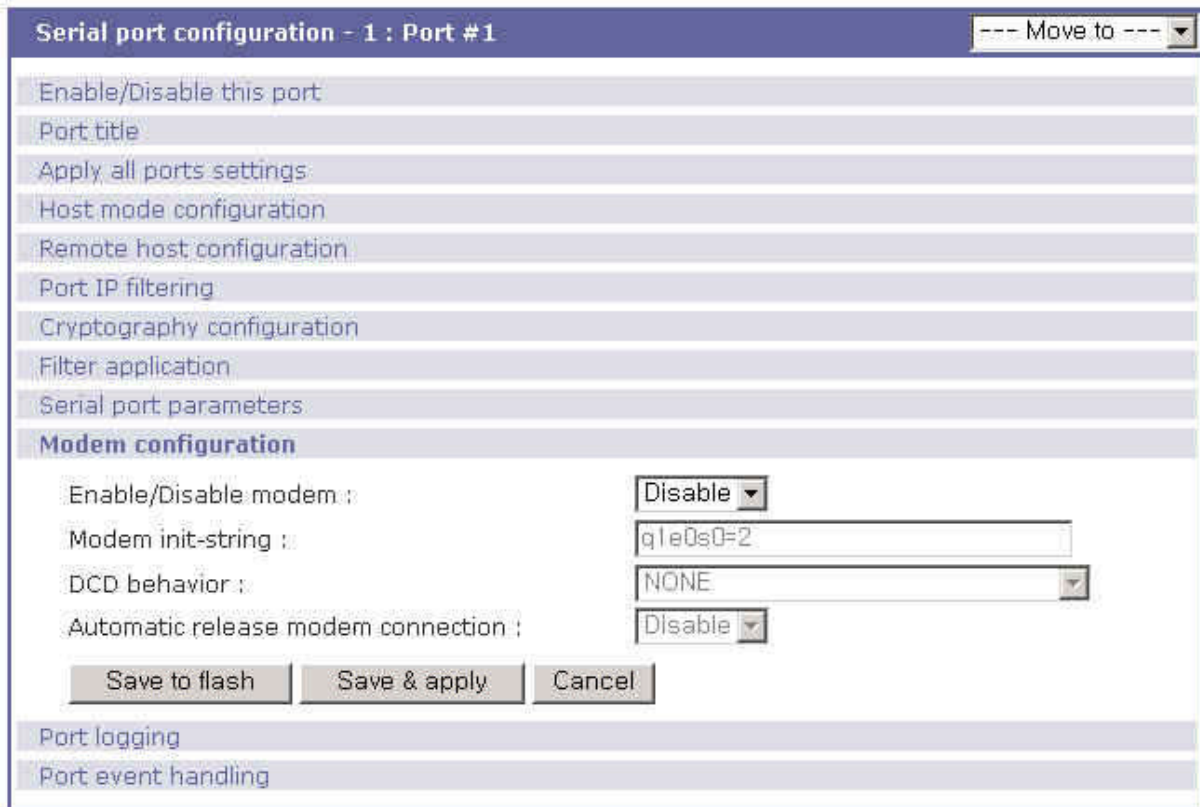 Serial port configuration - 1 : Port #1 --- Move to ---
Enable/Disable this port
Port title
Apply all ports settings
Host mode configuration
Remote host configuration
Port IP filtering
Cryptography configuration
Filter application
Serial port parameters
Modem configuration
Enable/Disable modem : Disable
Modem init-string : q1e0s0=2
DCD behavior : NONE
Automatic release modem connection : Disable
Save to flash Save & apply Cancel
Port logging
Port event handling